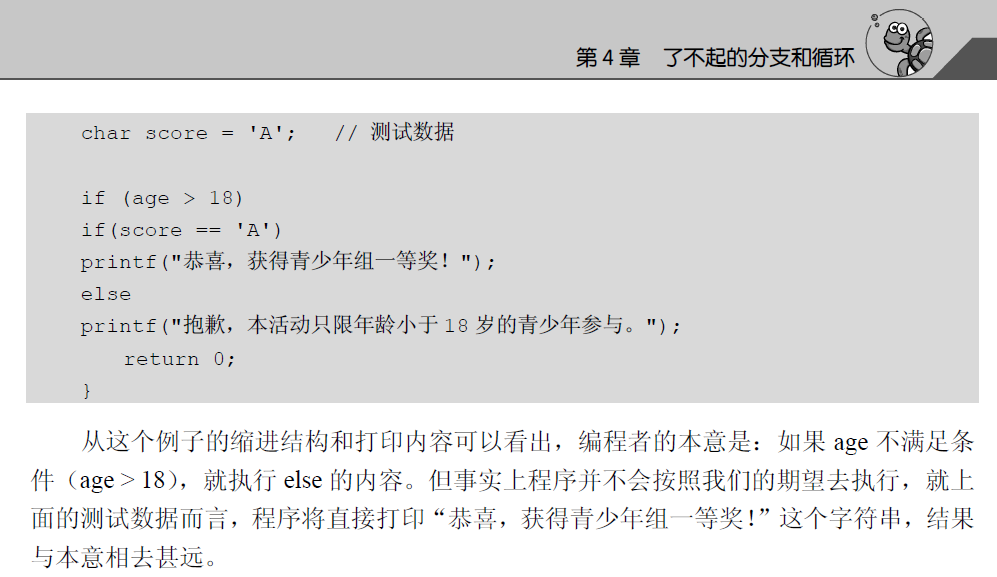 第 4 章 了不起的分支和循环
char score = 'A'; // 测试数据
if (age > 18)
if(score == 'A')
printf("恭喜，获得青少年组一等奖！");
else
printf("抱歉，本活动只限年龄小于 18 岁的青少年参与。");
return 0;
}
从这个例子的缩进结构和打印内容可以看出，编程者的本意是：如果 age 不满足条
件（age > 18），就执行 else 的内容。但事实上程序并不会按照我们的期望去执行，就上
面的测试数据而言，程序将直接打印“恭喜，获得青少年组一等奖！”这个字符串，结果
与本意相去甚远。